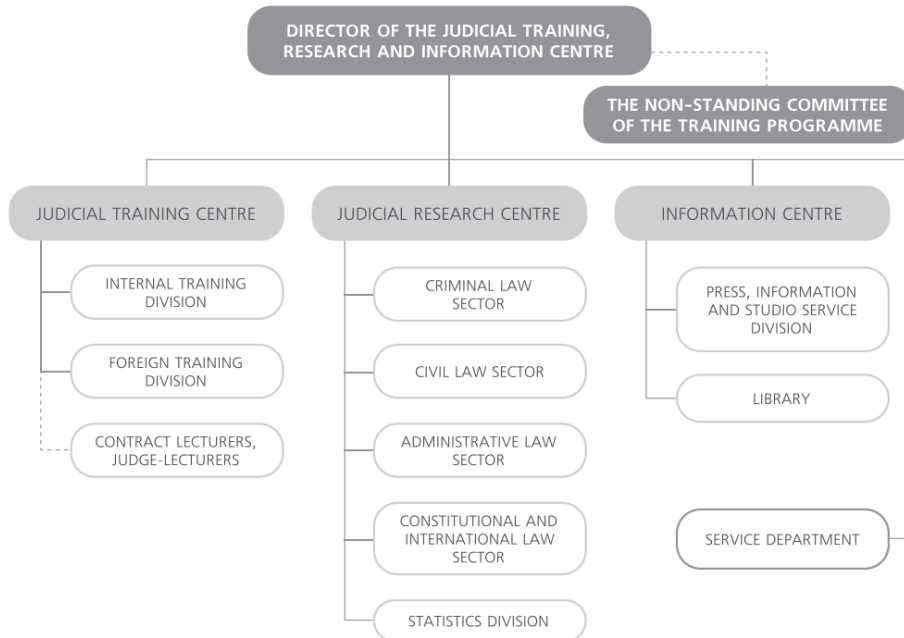 DIRECTOR OF THE JUDICIAL TRAINING,
RESEARCH AND INFORMATION CENTRE
THE NON-STANDING COMMITTEE
OF THE TRAINING PROGRAMME
JUDICIAL TRAINING CENTRE
INTERNAL TRAINING
DIVISION
FOREIGN TRAINING
DIVISION
CONTRACT LECTURERS,
JUDGE-LECTURERS
JUDICIAL RESEARCH CENTRE
CRIMINAL LAW
SECTOR
CIVIL LAW SECTOR
ADMINISTRATIVE LAW
SECTOR
CONSTITUTIONAL AND
INTERNATIONAL LAW
SECTOR
STATISTICS DIVISION
INFORMATION CENTRE
PRESS, INFORMATION
AND STUDIO SERVICE
DIVISION
LIBRARY
SERVICE DEPARTMENT